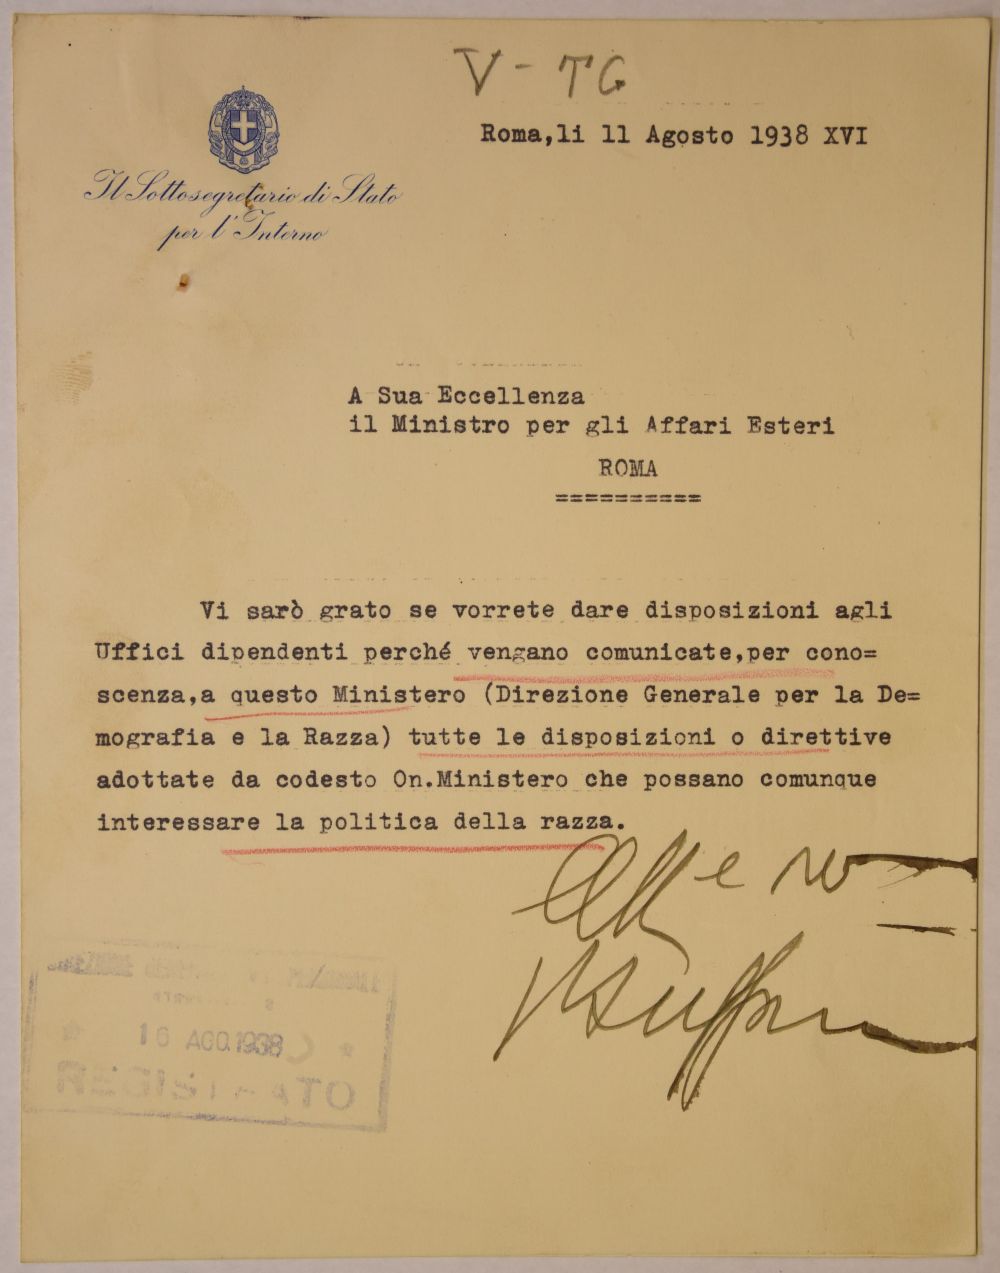 V - TG
Roma,li 11 Agosto 1938 XVI
Il Sottosegretario di Stato
per l'Interno
A Sua Eccellenza
il Ministro per gli Affari Esteri
ROMA
==========
Vi sarò grato se vorrete dare disposizioni agli
Uffici dipendenti perché vengano comunicate,per cono=
scenza,a questo Ministero (Direzione Generale per la De=
mografia e la Razza) tutte le disposizioni o direttive
adottate da codesto On.Ministero che possano comunque
interessare la politica della razza.
16 AGO.1938